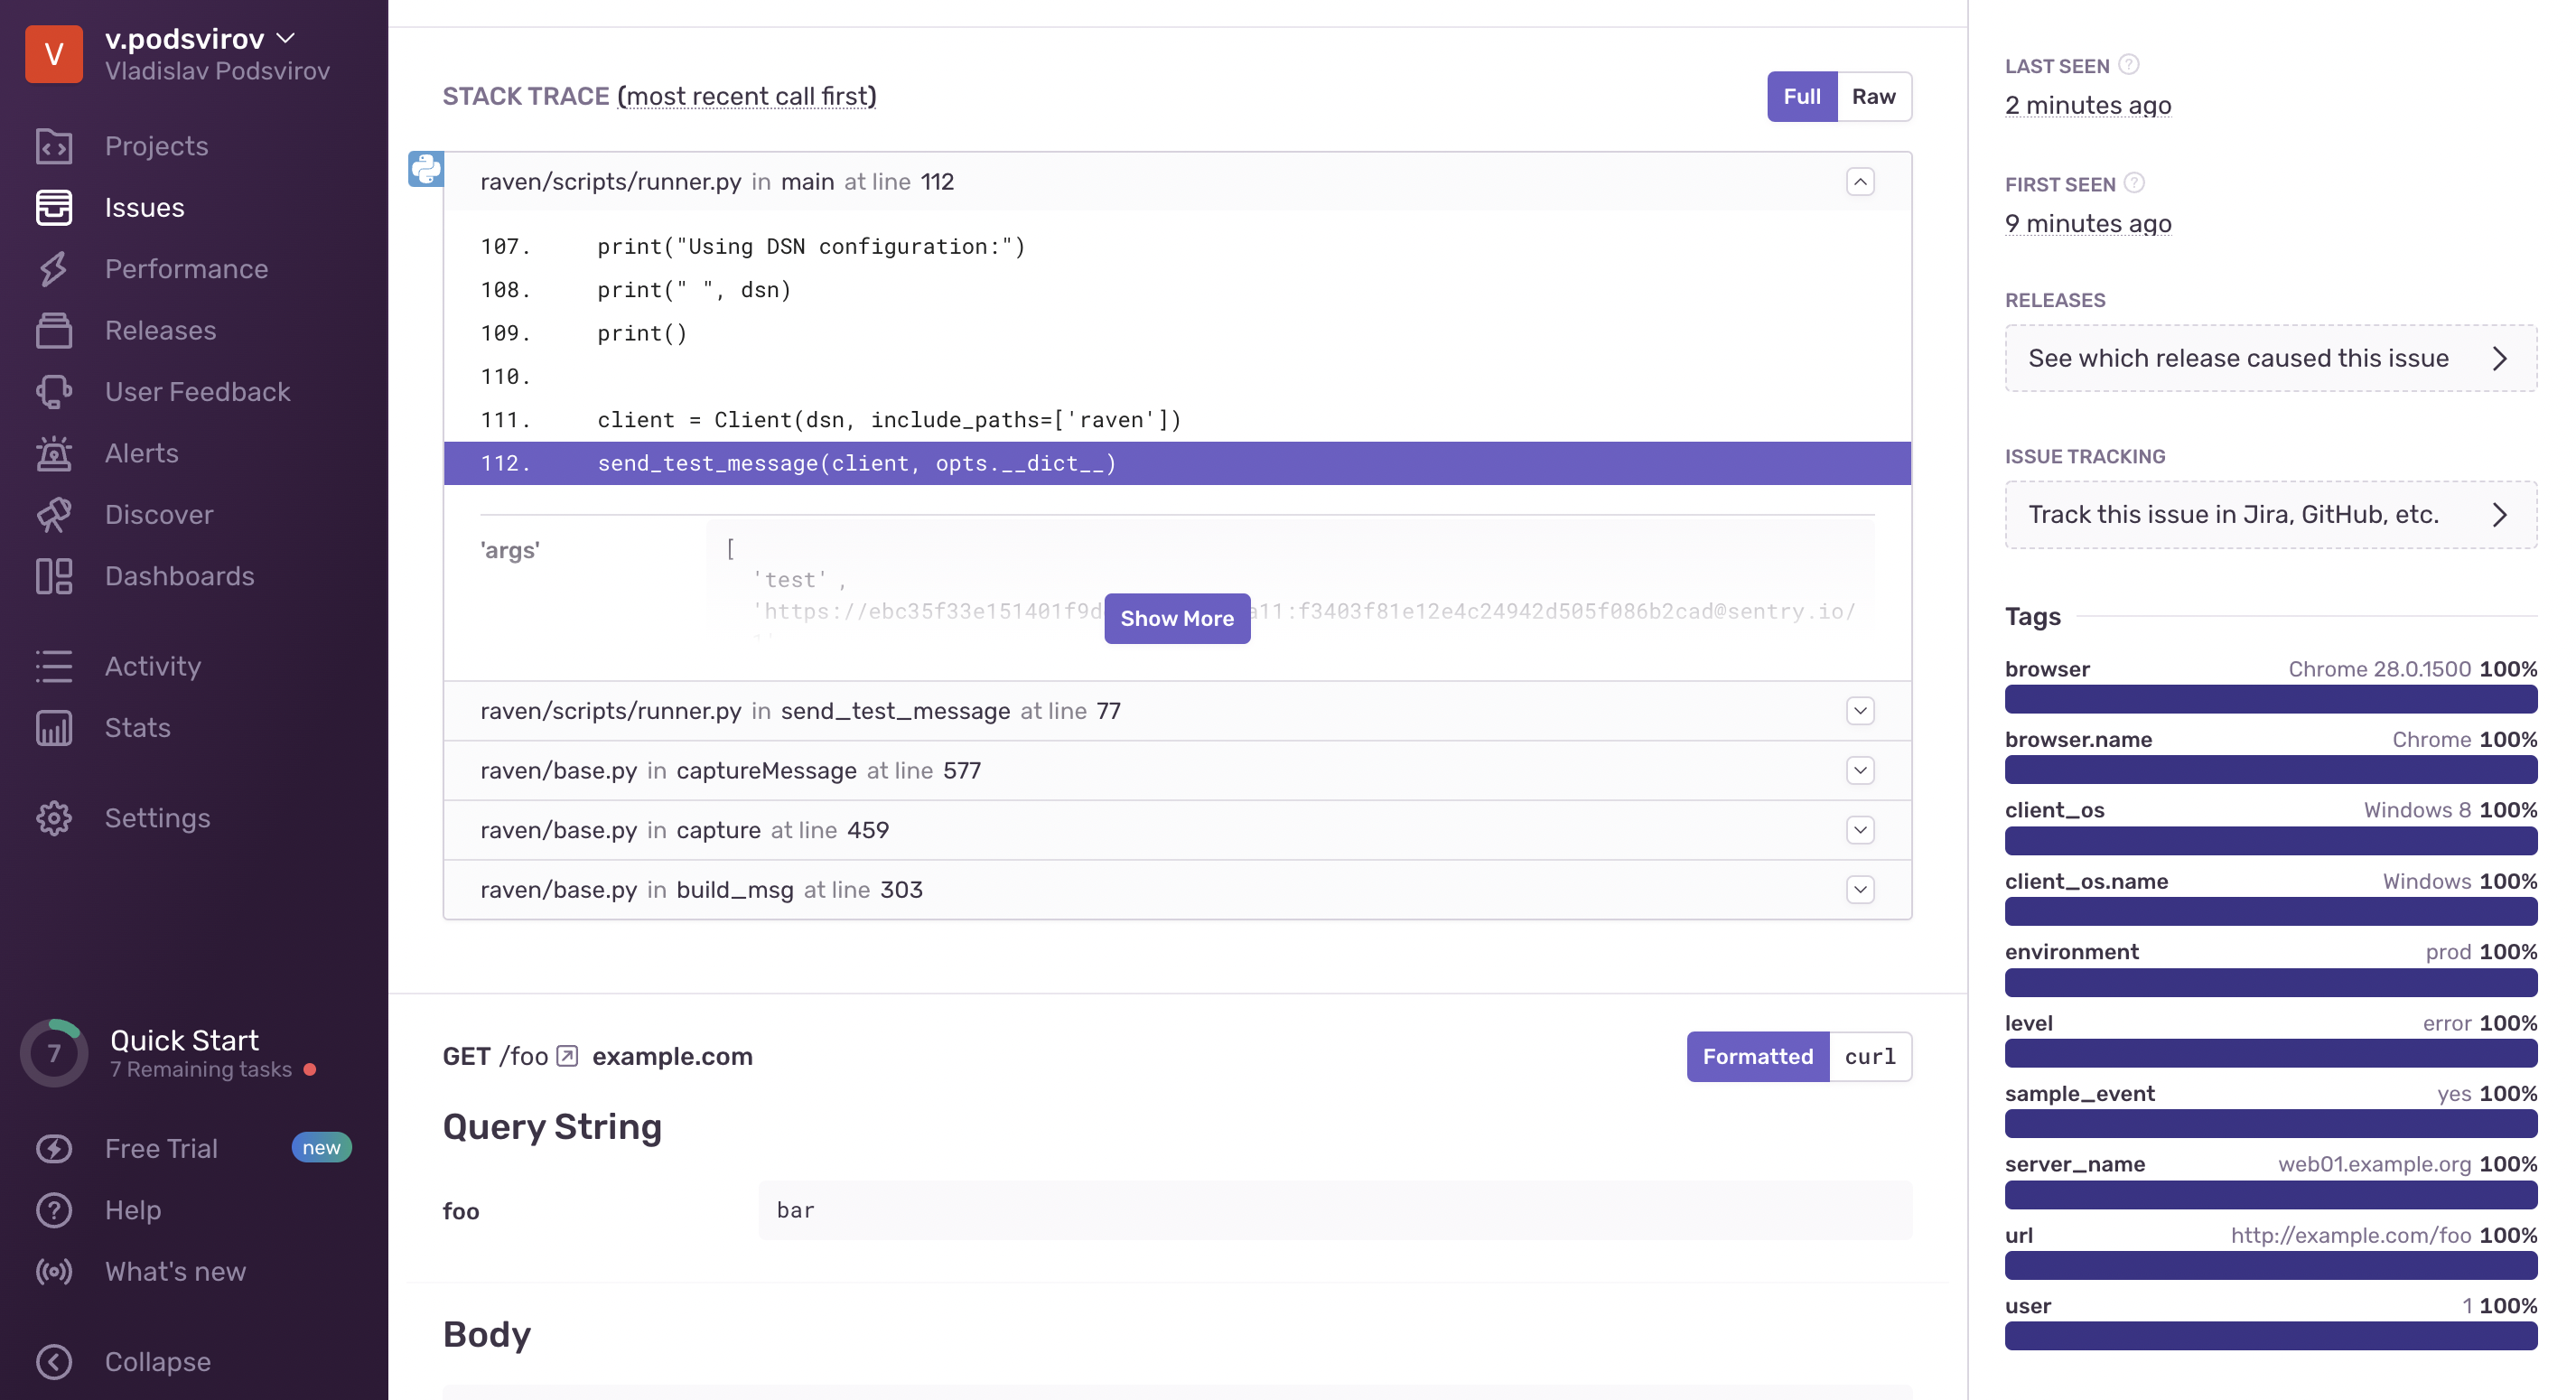 V
v.podsvirov
Vladislav Podsvirov
Projects
Issues
Performance
Releases
User Feedback
Alerts
Discover
Dashboards
Activity
Stats
Settings
7
Quick Start
7 Remaining tasks
Free Trial new
Help
What's new
Collapse
STACK TRACE (most recent call first)
Full Raw
raven/scripts/runner.py in main at line 112
107. print("Using DSN configuration:")
108. print(" ", dsn)
109. print()
110.
111. client = Client(dsn, include_paths=['raven'])
112. send_test_message(client, opts.__dict__)
'args' [
'test' ,
'https://ebc35f33e151401f9d a11:f3403f81e12e4c24942d505f086b2cad@sentry.io/
Show More
raven/scripts/runner.py in send_test_message at line 77
raven/base.py in captureMessage at line 577
raven/base.py in capture at line 459
raven/base.py in build_msg at line 303
GET /foo example.com
Formatted curl
Query String
foo bar
Body
LAST SEEN ?
2 minutes ago
FIRST SEEN ?
9 minutes ago
RELEASES
See which release caused this issue
ISSUE TRACKING
Track this issue in Jira, GitHub, etc.
Tags
browser Chrome 28.0.1500 100%
browser.name Chrome 100%
client_os Windows 8 100%
client_os.name Windows 100%
environment prod 100%
level error 100%
sample_event yes 100%
server_name web01.example.org 100%
url http://example.com/foo 100%
user 1 100%